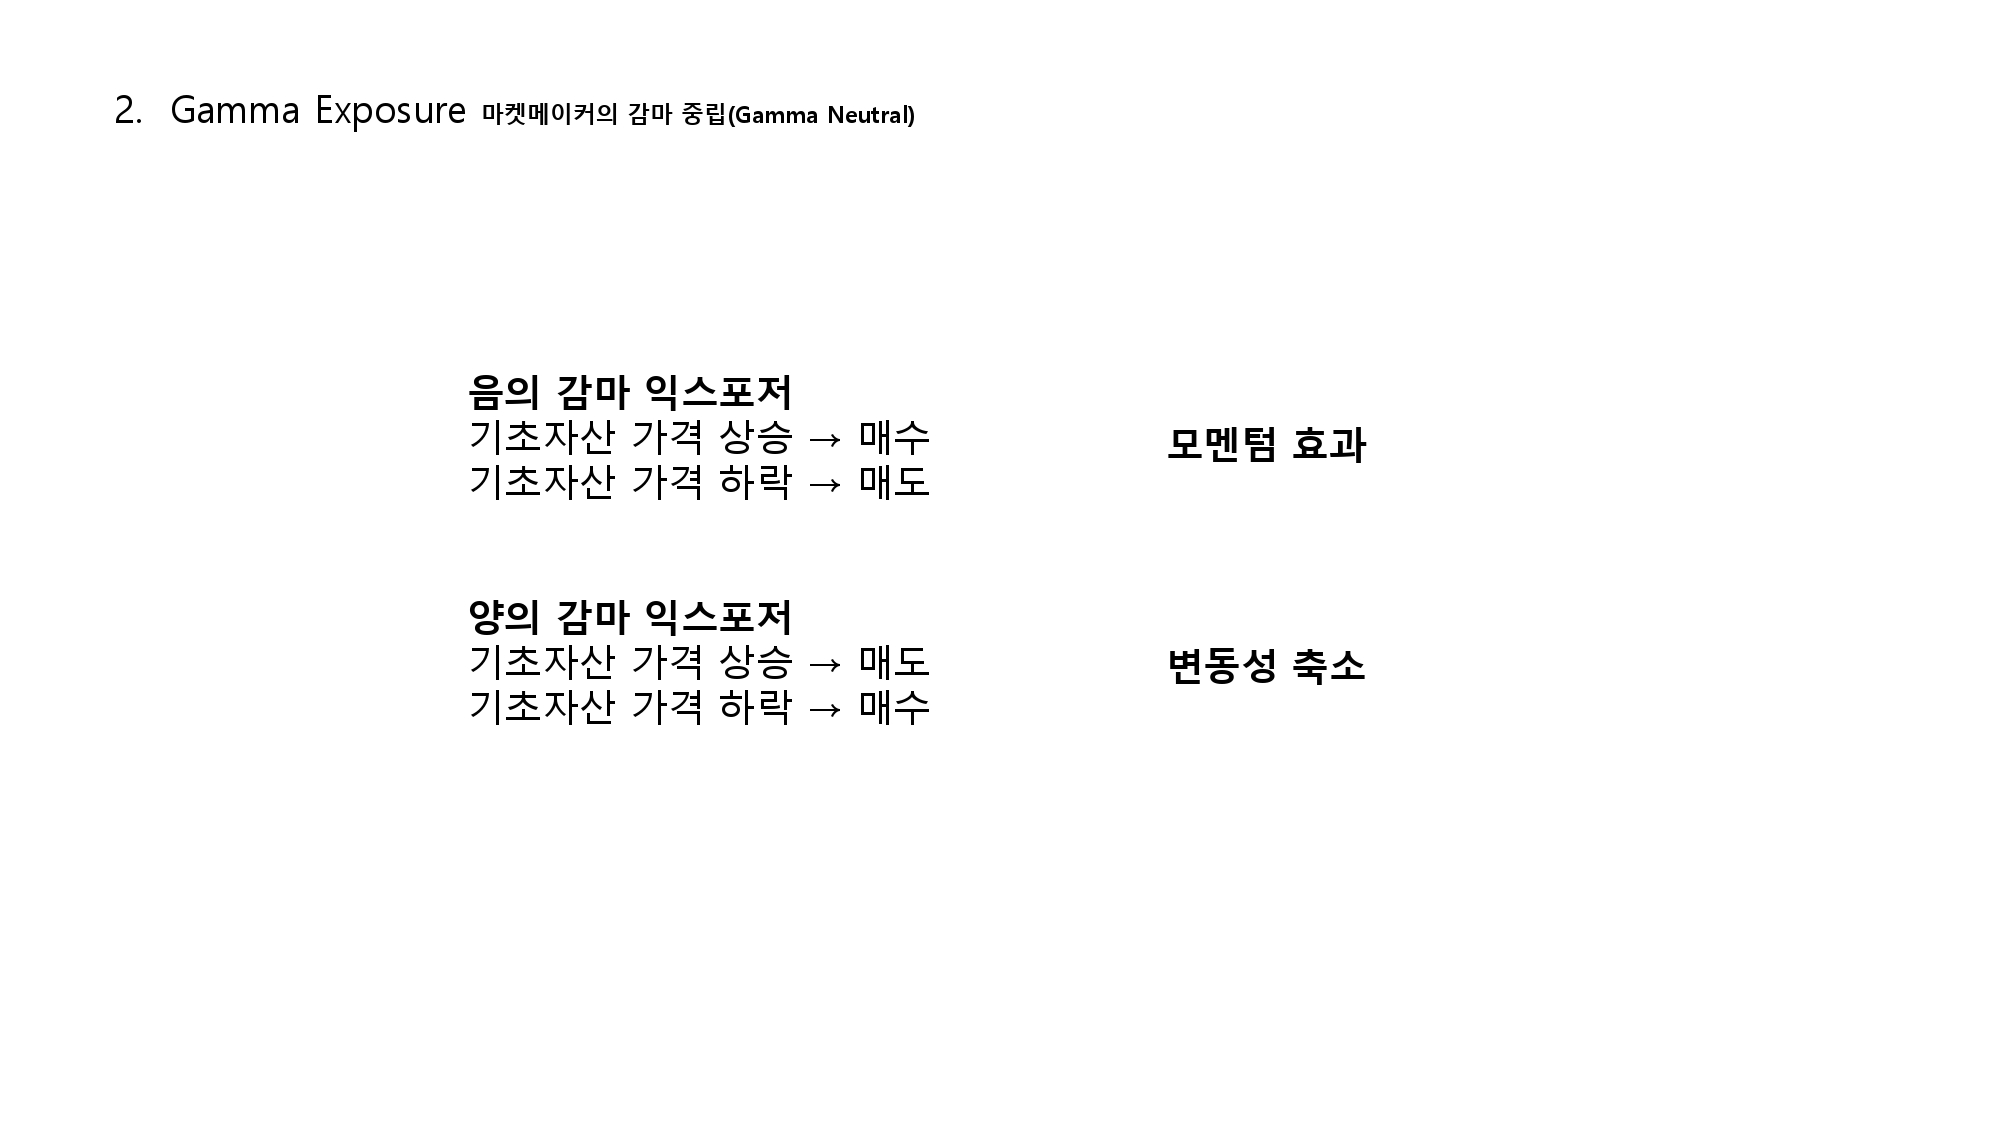 2. Gamma Exposure 마켓메이커의 감마 중립(Gamma Neutral)
음의 감마 익스포저
기초자산 가격 상승 → 매수
기초자산 가격 하락 → 매도
모멘텀 효과
양의 감마 익스포저
기초자산 가격 상승 → 매도
기초자산 가격 하락 → 매수
변동성 축소